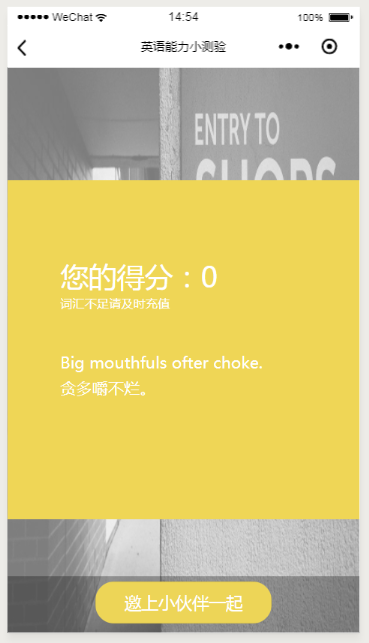 ●●●●● WeChat 14:54 100%
英语能力小测验
ENTRY TO
SHOPS
您的得分：0
词汇不足请及时充值
Big mouthfuls ofter choke.
贪多嚼不烂。
邀上小伙伴一起